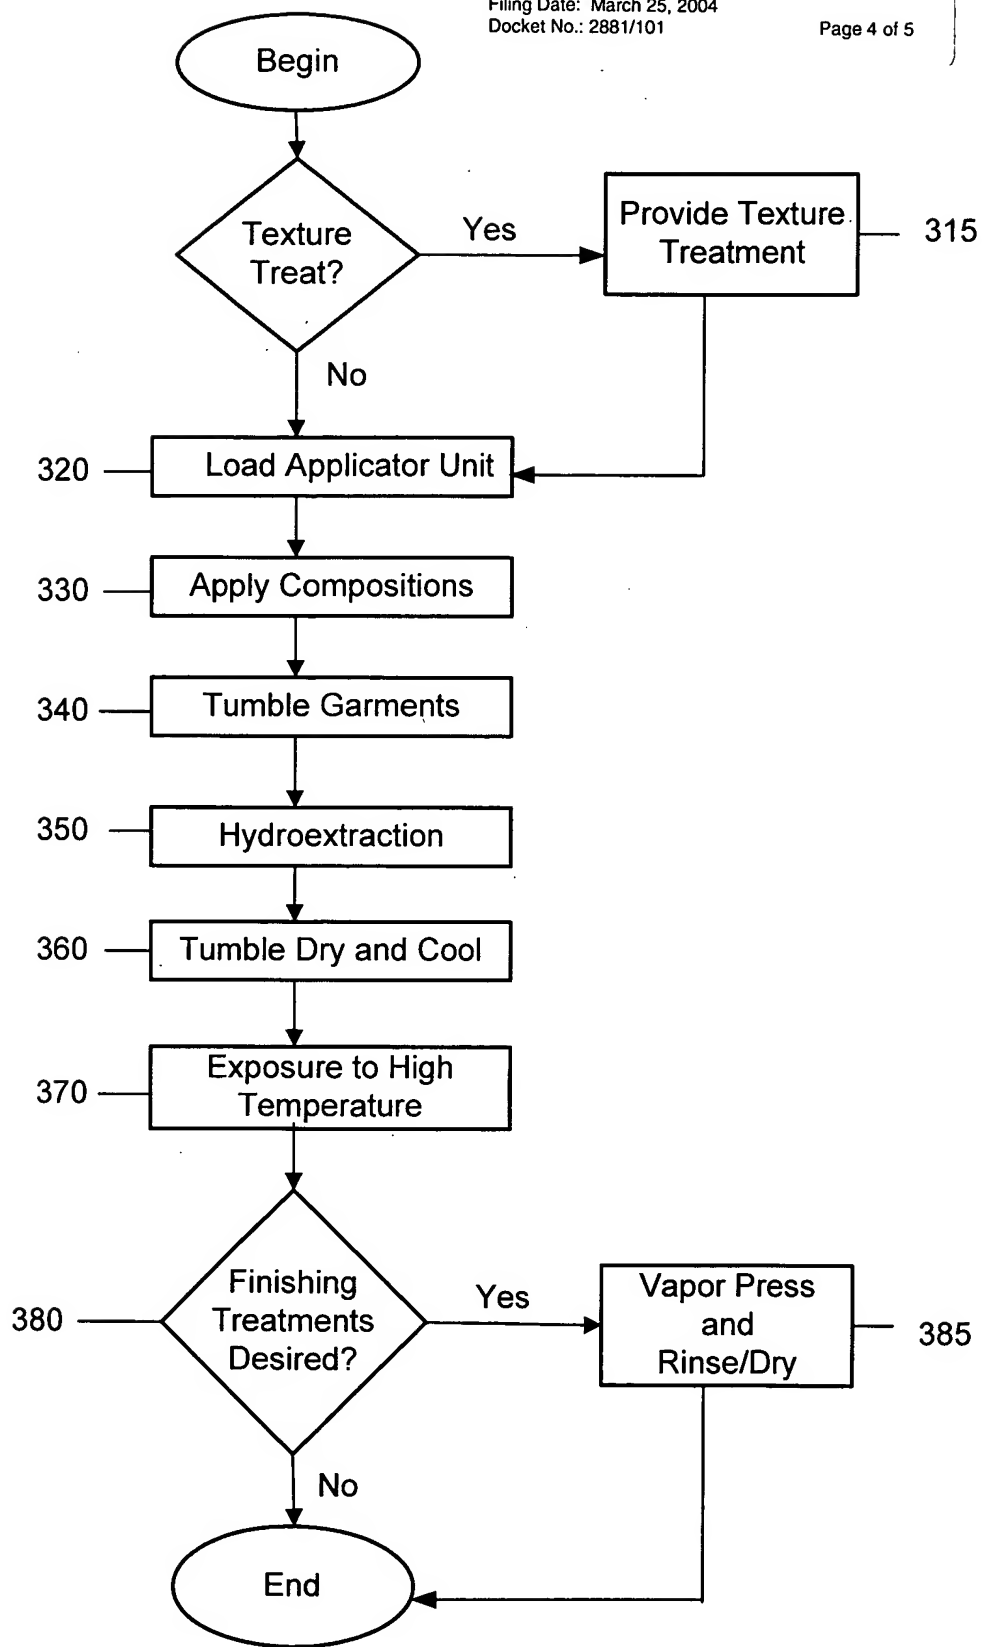 Filing Date: March 25, 2004
Docket No.: 2881/101 Page 4 of 5
Begin
Texture
Treat?
Yes
Provide Texture
Treatment
315
No
320
Load Applicator Unit
330
Apply Compositions
340
Tumble Garments
350
Hydroextraction
360
Tumble Dry and Cool
370
Exposure to High
Temperature
380
Finishing
Treatments
Desired?
Yes
Vapor Press
and
Rinse/Dry
385
No
End